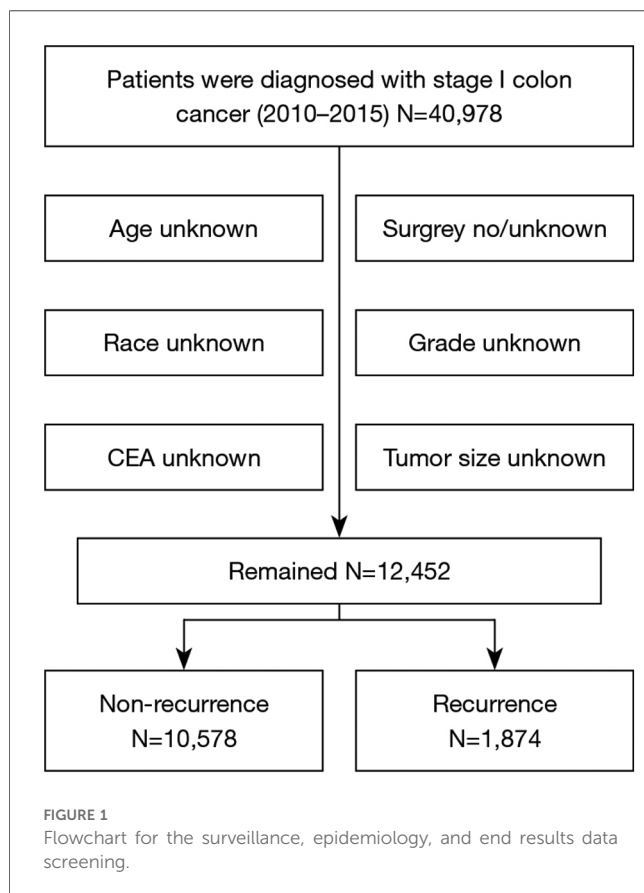 Patients were diagnosed with stage I colon
cancer (2010–2015) N=40,978
Age unknown
Surgrey no/unknown
Race unknown
Grade unknown
CEA unknown
Tumor size unknown
Remained N=12,452
Non-recurrence
N=10,578
Recurrence
N=1,874
FIGURE 1
Flowchart for the surveillance, epidemiology, and end results data
screening.